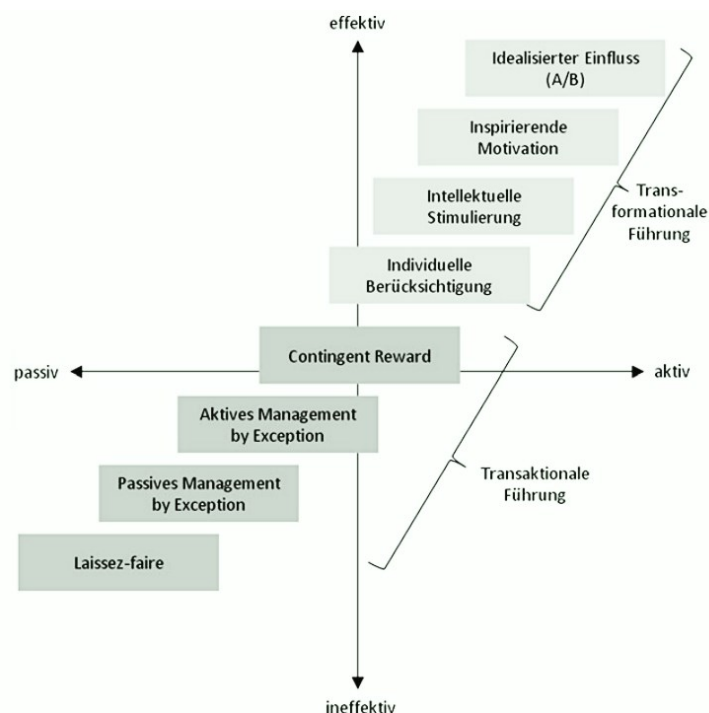 effektiv
Idealisierter Einfluss
(A/B)
Inspirierende
Motivation
Intellektuelle
Stimulierung
Trans-
formationale
Führung
Individuelle
Berücksichtigung
Contingent Reward
passiv
aktiv
Aktives Management
by Exception
Passives Management
by Exception
Transaktionale
Führung
Laissez-faire
ineffektiv